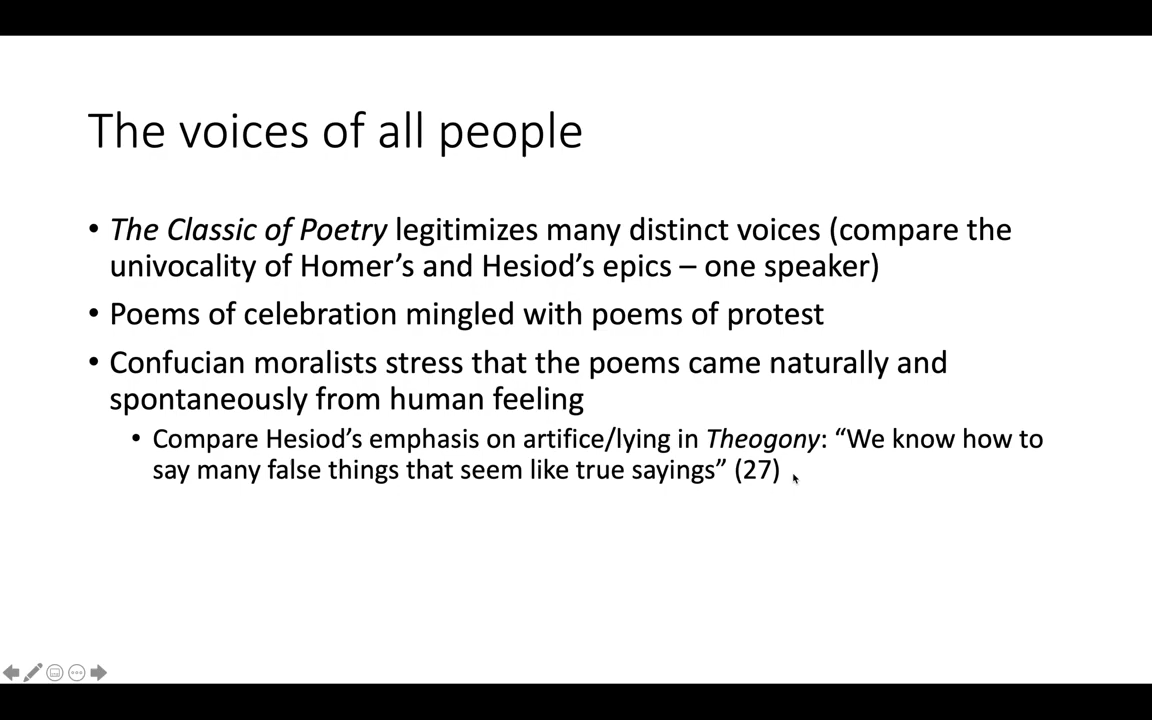 The voices of all people
• The Classic of Poetry legitimizes many distinct voices (compare the
univocality of Homer’s and Hesiod’s epics – one speaker)
• Poems of celebration mingled with poems of protest
• Confucian moralists stress that the poems came naturally and
spontaneously from human feeling
• Compare Hesiod’s emphasis on artifice/lying in Theogony: “We know how to
say many false things that seem like true sayings” (27)